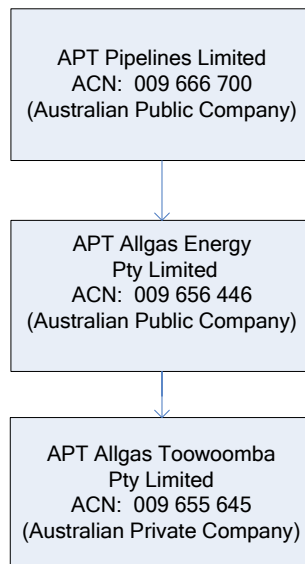 APT Pipelines Limited
ACN:  009 666 700
(Australian Public Company)
APT Allgas Energy
Pty Limited
ACN:  009 656 446
(Australian Public Company)
APT Allgas Toowoomba
Pty Limited
ACN:  009 655 645
(Australian Private Company)